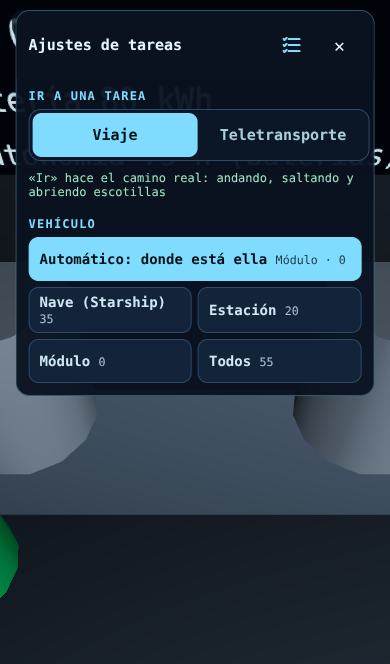 Ajustes de tareas
IR A UNA TAREA
Viaje
Teletransporte
«Ir» hace el camino real: andando, saltando y
abriendo escotillas
VEHÍCULO
Automático: donde está ella Módulo · 0
Nave (Starship)
35
Estación 20
Módulo 0
Todos 55